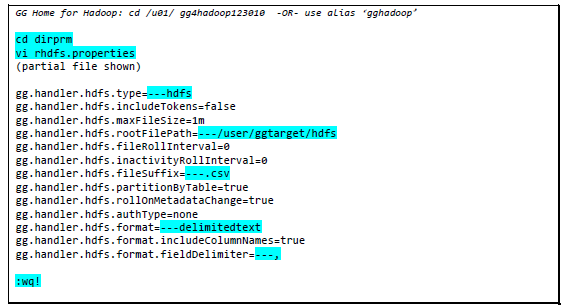 GG Home for Hadoop: cd /u01/ gg4hadoop123010  -OR- use alias ‘gghadoop’
cd dirprm
vi rhdfs.properties
(partial file shown)
gg.handler.hdfs.type=---hdfs
gg.handler.hdfs.includeTokens=false
gg.handler.hdfs.maxFileSize=1m
gg.handler.hdfs.rootFilePath=---/user/ggtarget/hdfs
gg.handler.hdfs.fileRollInterval=0
gg.handler.hdfs.inactivityRollInterval=0
gg.handler.hdfs.fileSuffix=---.csv
gg.handler.hdfs.partitionByTable=true
gg.handler.hdfs.rollOnMetadataChange=true
gg.handler.hdfs.authType=none
gg.handler.hdfs.format=---delimitedtext
gg.handler.hdfs.format.includeColumnNames=true
gg.handler.hdfs.format.fieldDelimiter=---,
:wq!